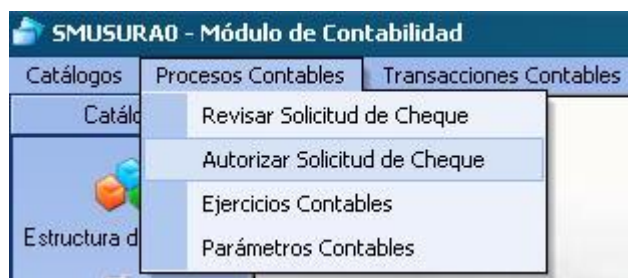 SMUSURA0 - Módulo de Contabilidad
Catálogos Procesos Contables Transacciones Contables
Revisar Solicitud de Cheque
Autorizar Solicitud de Cheque
Ejercicios Contables
Estructura d
Parámetros Contables